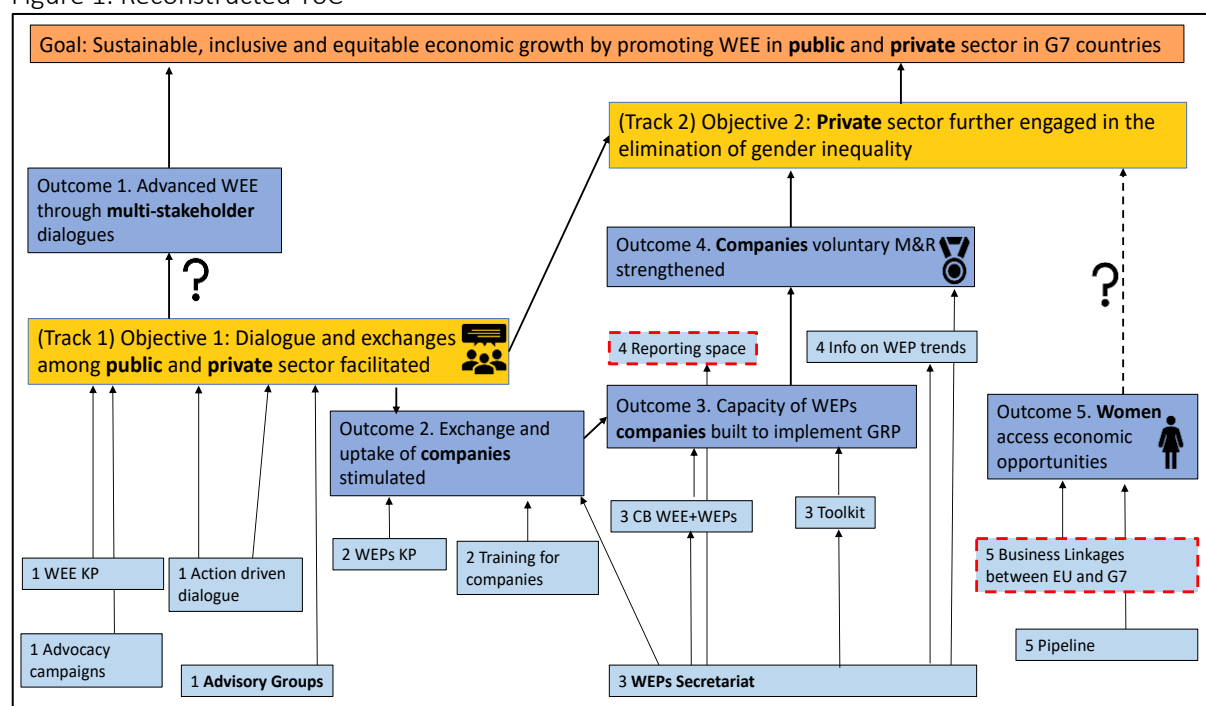 Figure 1: Reconstructed ToC
Goal: Sustainable, inclusive and equitable economic growth by promoting WEE in public and private sector in G7 countries
(Track 2) Objective 2: Private sector further engaged in the
elimination of gender inequality
Outcome 1. Advanced WEE
through multi-stakeholder
dialogues
Outcome 4. Companies voluntary M&R
strengthened
?
?
(Track 1) Objective 1: Dialogue and exchanges
among public and private sector facilitated
4 Reporting space
4 Info on WEP trends
Outcome 2. Exchange and
uptake of companies
stimulated
Outcome 3. Capacity of WEPs
companies built to implement GRP
Outcome 5. Women
access economic
opportunities
3 CB WEE+WEPs
3 Toolkit
1 WEE KP
1 Action driven
dialogue
2 WEPs KP
2 Training for
companies
5 Business Linkages
between EU and G7
1 Advocacy
campaigns
1 Advisory Groups
3 WEPs Secretariat
5 Pipeline